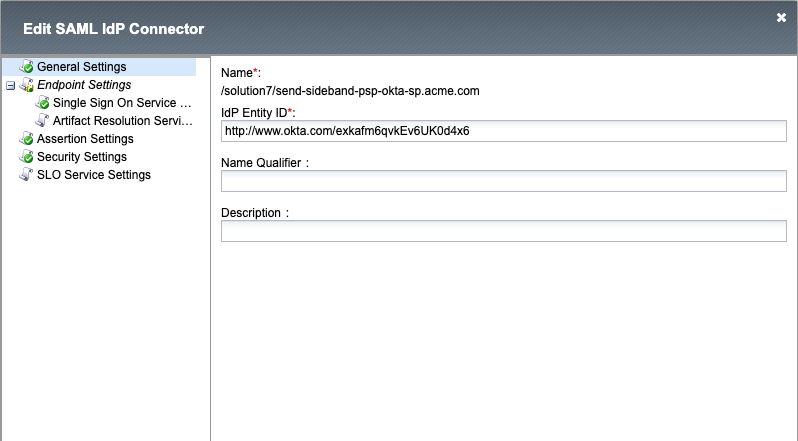 Edit SAML IdP Connector
General Settings
Endpoint Settings
Single Sign On Service ...
Artifact Resolution Servi...
Assertion Settings
Security Settings
SLO Service Settings
Name*:
/solution7/send-sideband-psp-okta-sp.acme.com
IdP Entity ID*:
http://www.okta.com/exkafm6qvkEv6UK0d4x6
Name Qualifier :
Description :